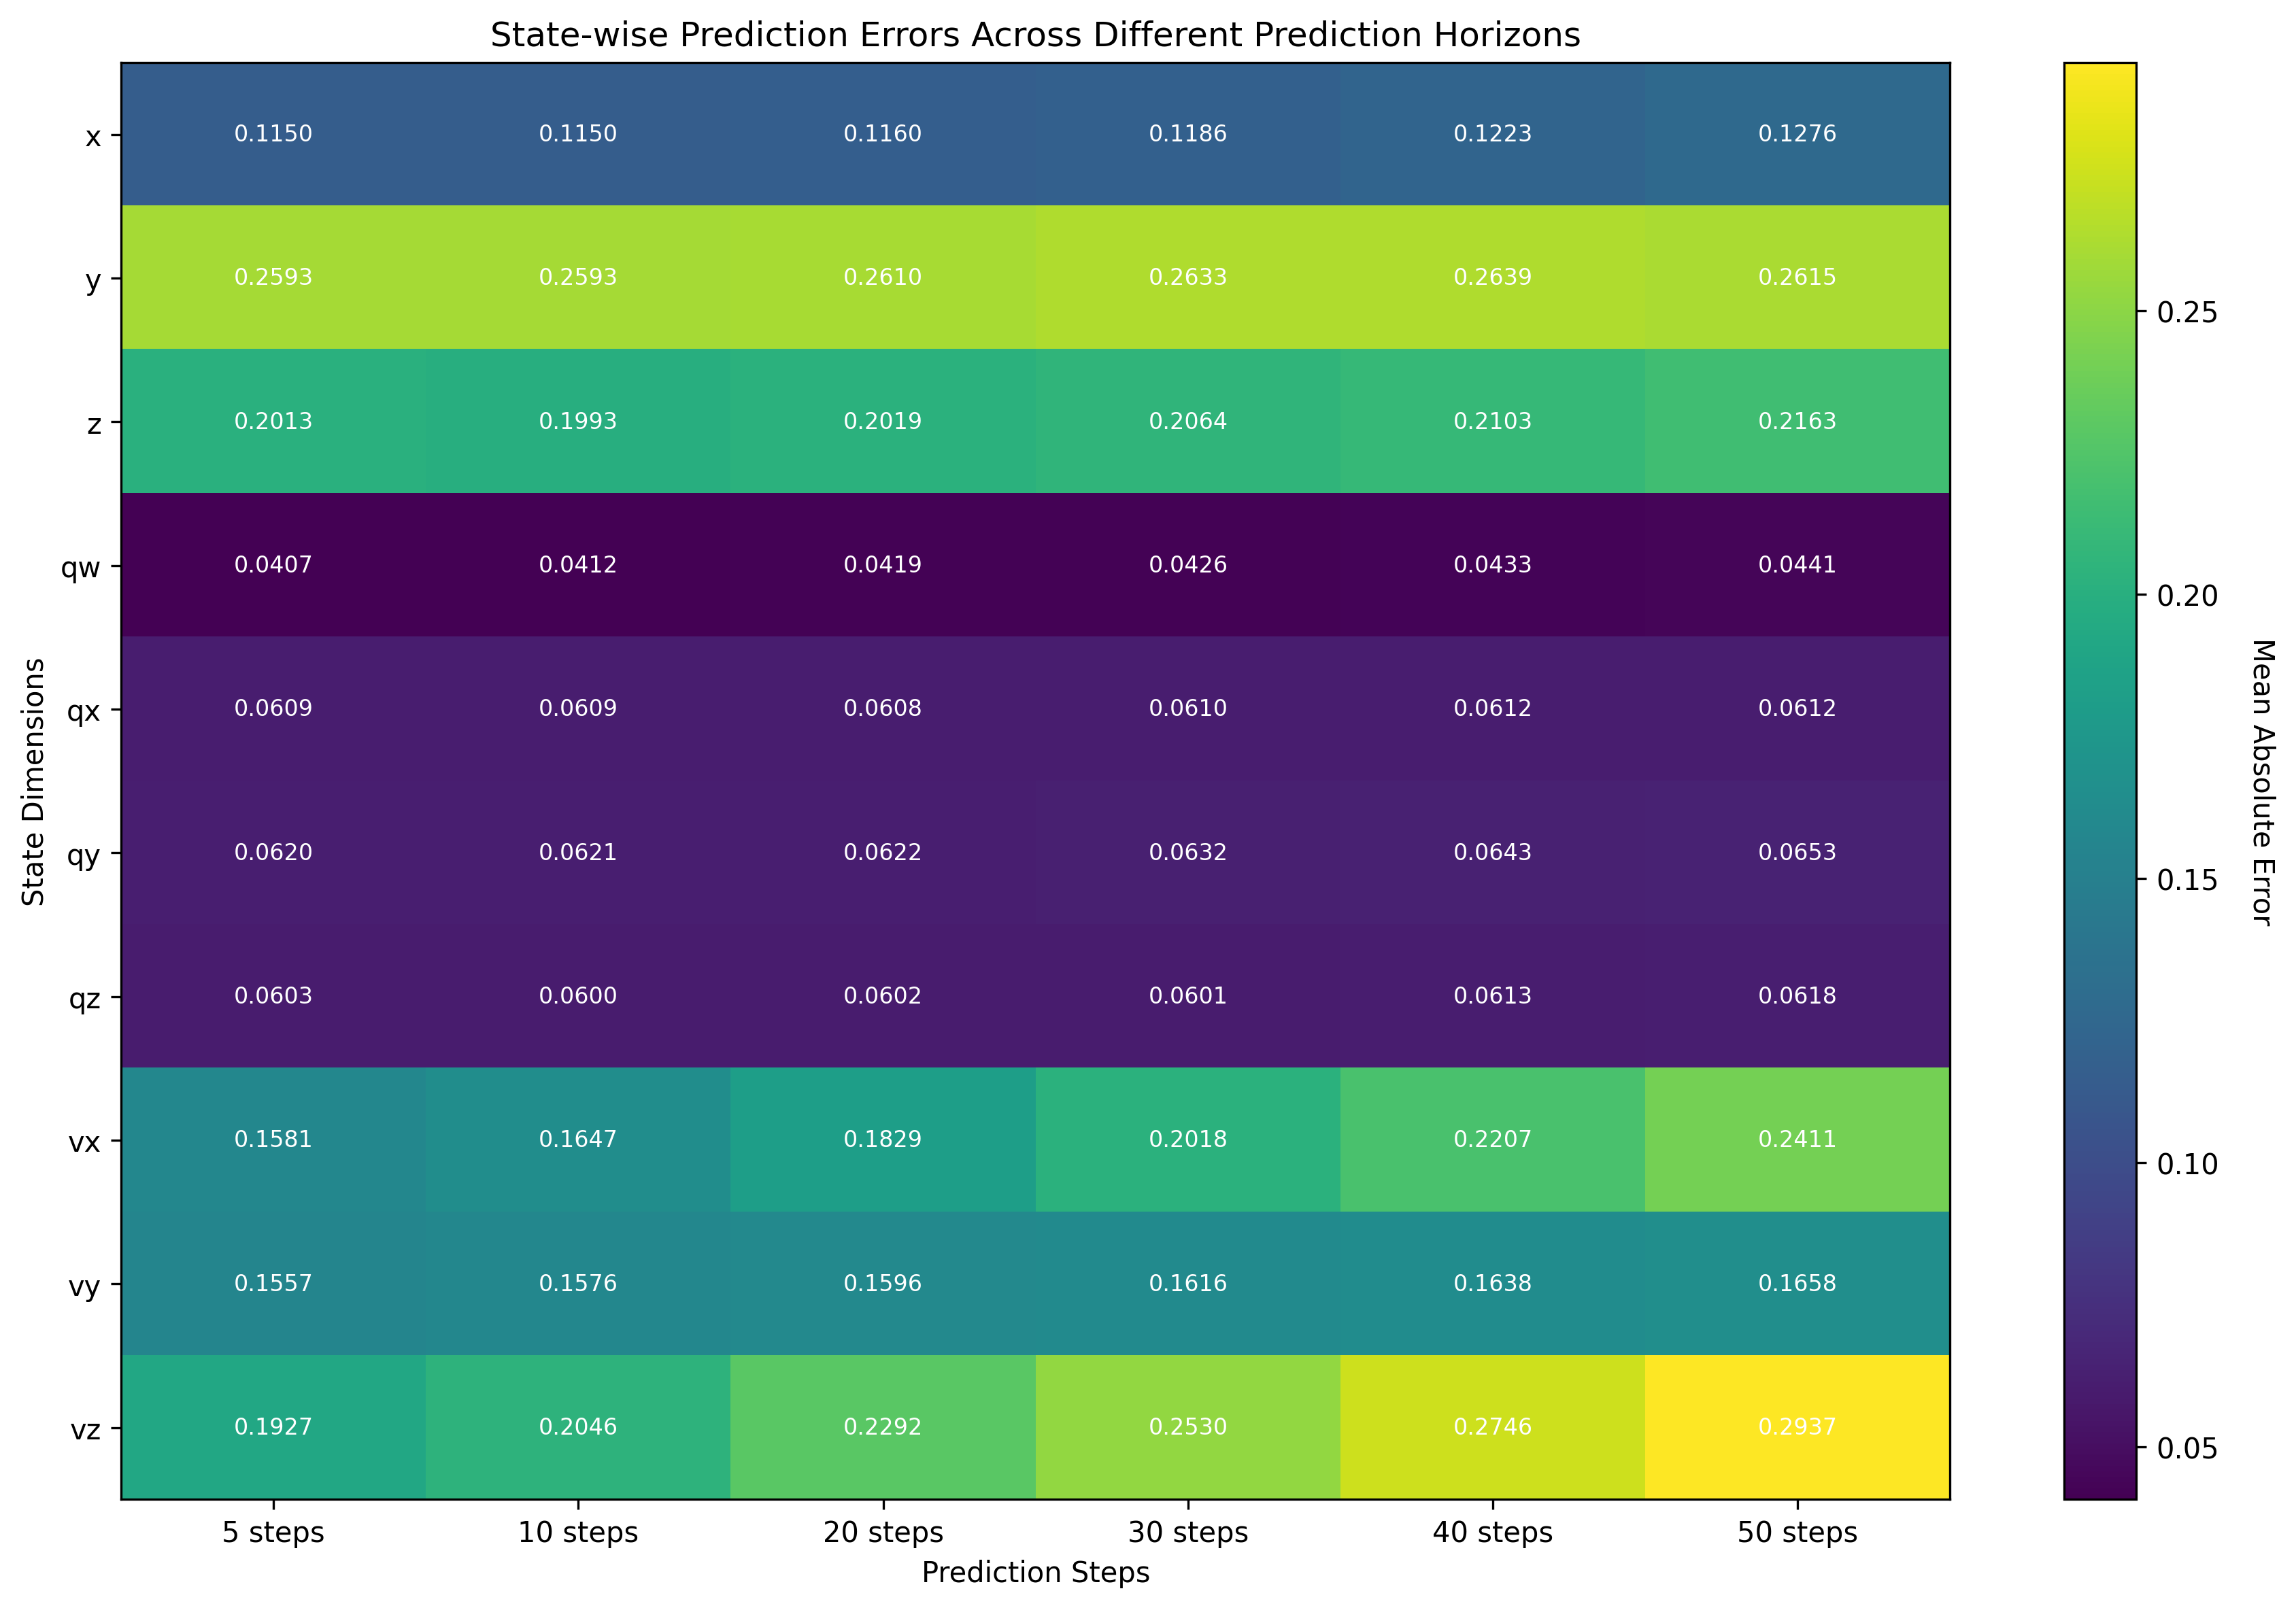 State-wise Prediction Errors Across Different Prediction Horizons
x 0.1150 0.1150 0.1160 0.1186 0.1223 0.1276
y 0.2593 0.2593 0.2610 0.2633 0.2639 0.2615
z 0.2013 0.1993 0.2019 0.2064 0.2103 0.2163
qw 0.0407 0.0412 0.0419 0.0426 0.0433 0.0441
qx 0.0609 0.0609 0.0608 0.0610 0.0612 0.0612
qy 0.0620 0.0621 0.0622 0.0632 0.0643 0.0653
qz 0.0603 0.0600 0.0602 0.0601 0.0613 0.0618
vx 0.1581 0.1647 0.1829 0.2018 0.2207 0.2411
vy 0.1557 0.1576 0.1596 0.1616 0.1638 0.1658
vz 0.1927 0.2046 0.2292 0.2530 0.2746 0.2937
5 steps 10 steps 20 steps 30 steps 40 steps 50 steps
Prediction Steps
State Dimensions
0.25
0.20
0.15
0.10
0.05
Mean Absolute Error